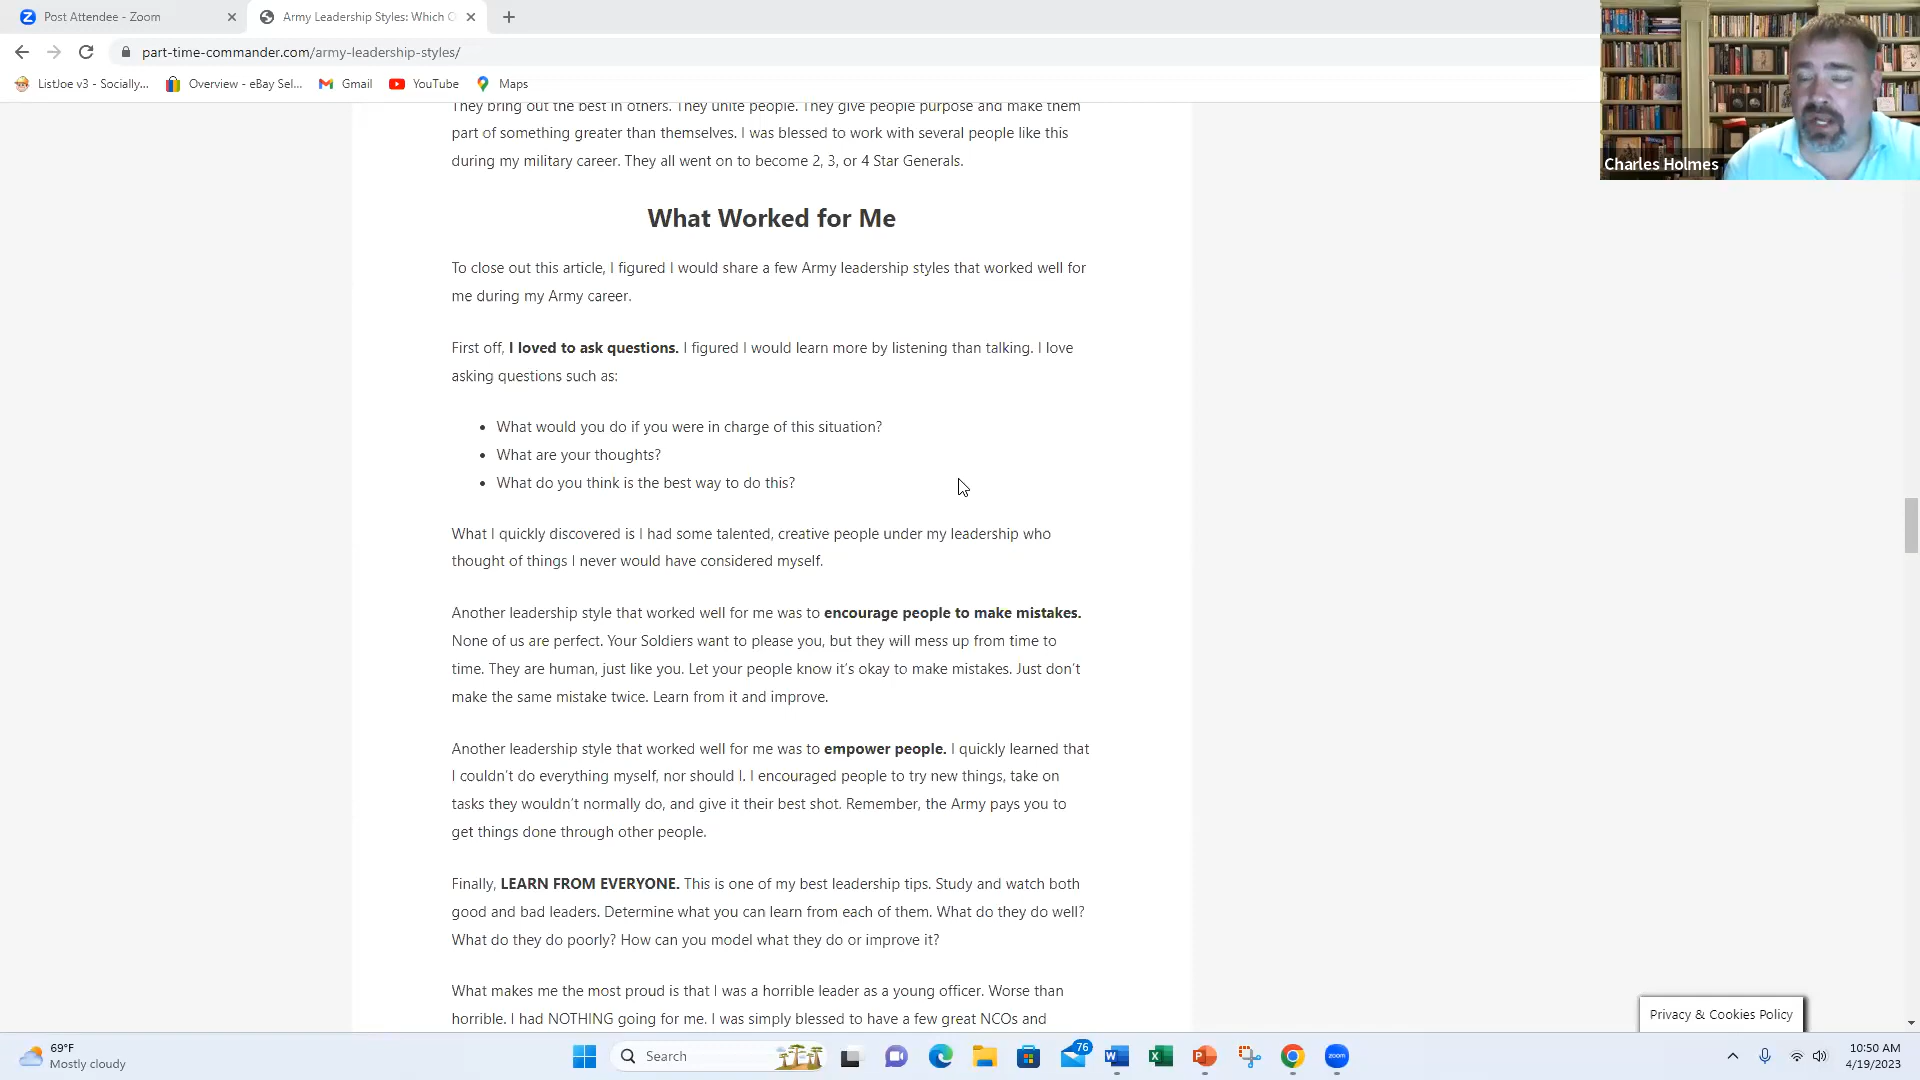 Post Attendee - Zoom
Army Leadership Styles: Which O
part-time-commander.com/army-leadership-styles/
ListJoe v3 - Socially...
Overview - eBay Sel...
Gmail
YouTube
Maps
Charles Holmes
They bring out the best in others. They unite people. They give people purpose and make them
part of something greater than themselves. I was blessed to work with several people like this
during my military career. They all went on to become 2, 3, or 4 Star Generals.
What Worked for Me
To close out this article, I figured I would share a few Army leadership styles that worked well for
me during my Army career.
First off, I loved to ask questions. I figured I would learn more by listening than talking. I love
asking questions such as:
• What would you do if you were in charge of this situation?
• What are your thoughts?
• What do you think is the best way to do this?
What I quickly discovered is I had some talented, creative people under my leadership who
thought of things I never would have considered myself.
Another leadership style that worked well for me was to encourage people to make mistakes.
None of us are perfect. Your Soldiers want to please you, but they will mess up from time to
time. They are human, just like you. Let your people know it's okay to make mistakes. Just don't
make the same mistake twice. Learn from it and improve.
Another leadership style that worked well for me was to empower people. I quickly learned that
I couldn't do everything myself, nor should I. I encouraged people to try new things, take on
tasks they wouldn't normally do, and give it their best shot. Remember, the Army pays you to
get things done through other people.
Finally, LEARN FROM EVERYONE. This is one of my best leadership tips. Study and watch both
good and bad leaders. Determine what you can learn from each of them. What do they do well?
What do they do poorly? How can you model what they do or improve it?
What makes me the most proud is that I was a horrible leader as a young officer. Worse than
horrible. I had NOTHING going for me. I was simply blessed to have a few great NCOs and
Privacy & Cookies Policy
69°F
Mostly cloudy
Search
76
zoom
10:50 AM
4/19/2023